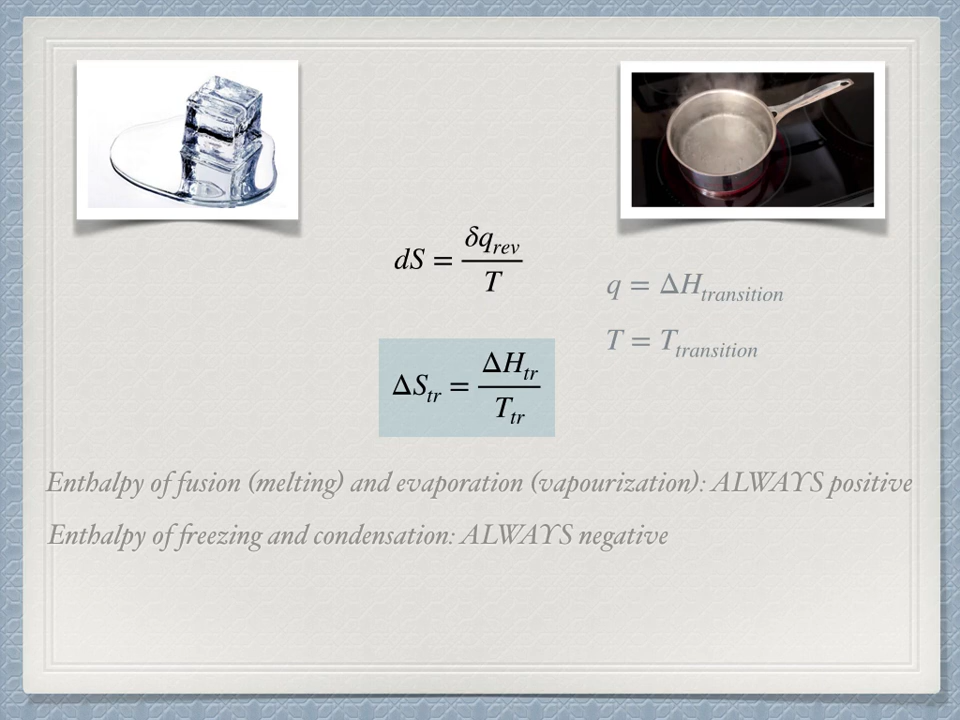 dS = δq_rev / T
q = ΔH_transition
T = T_transition
ΔS_tr = ΔH_tr / T_tr
Enthalpy of fusion (melting) and evaporation (vapourization): ALWAYS positive
Enthalpy of freezing and condensation: ALWAYS negative